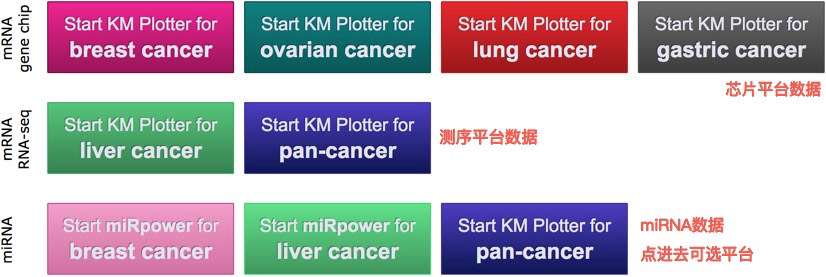 mRNA
gene chip
Start KM Plotter for
breast cancer
Start KM Plotter for
ovarian cancer
Start KM Plotter for
lung cancer
Start KM Plotter for
gastric cancer
芯片平台数据
mRNA
RNA-seq
Start KM Plotter for
liver cancer
Start KM Plotter for
pan-cancer
测序平台数据
miRNA
Start miRpower for
breast cancer
Start miRpower for
liver cancer
Start KM Plotter for
pan-cancer
miRNA数据
点进去可选平台